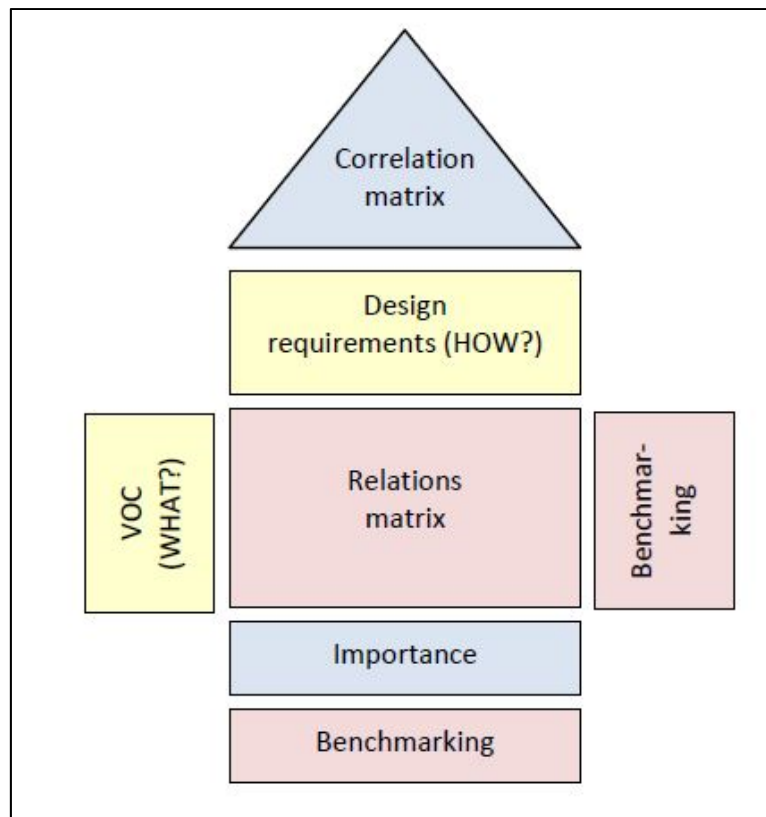 Correlation
matrix
Design
requirements (HOW?)
VOC
(WHAT?)
Relations
matrix
Benchmar-
king
Importance
Benchmarking